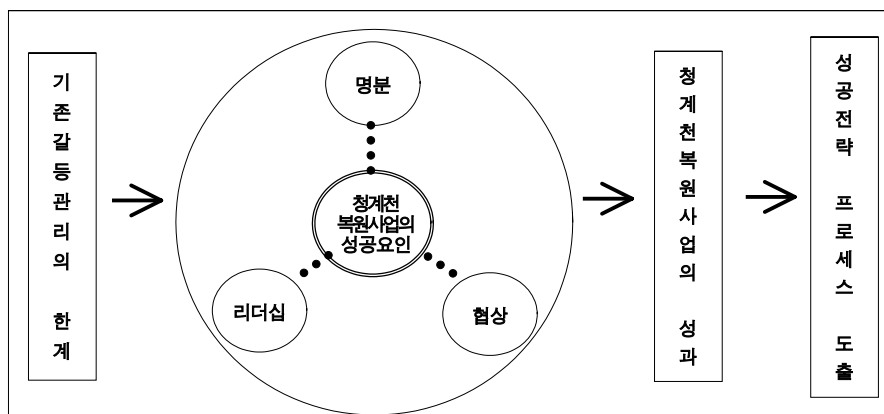 기존갈등관리의 한계
명분
청계천
복원사업의
성공요인
리더십
협상
청계천복원사업의 성과
성공전략 프로세스 도출